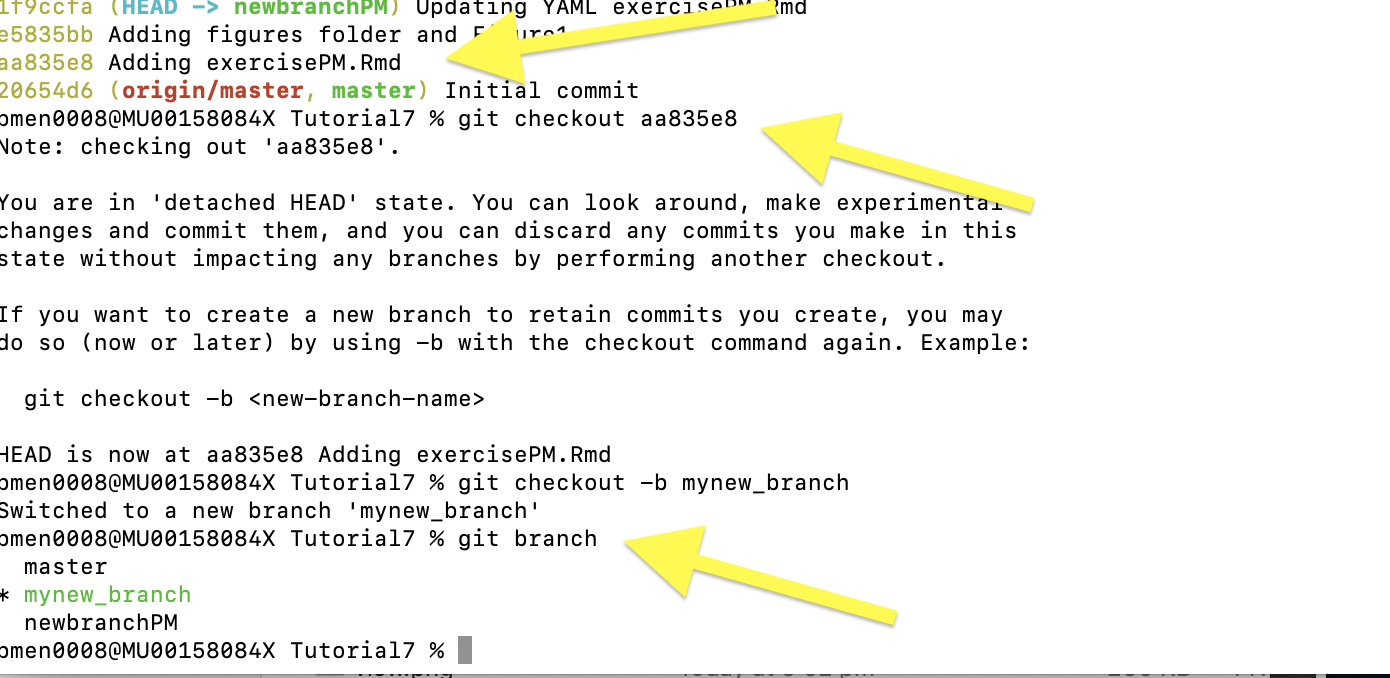 1f9ccfa (HEAD -> newbranchPM) Updating YAML exercisePM.Rmd
e5835bb Adding figures folder and Figure1
aa835e8 Adding exercisePM.Rmd
20654d6 (origin/master, master) Initial commit
pmen0008@MU00158084X Tutorial7 % git checkout aa835e8
Note: checking out 'aa835e8'.
You are in 'detached HEAD' state. You can look around, make experimental
changes and commit them, and you can discard any commits you make in this
state without impacting any branches by performing another checkout.
If you want to create a new branch to retain commits you create, you may
do so (now or later) by using -b with the checkout command again. Example:
git checkout -b <new-branch-name>
HEAD is now at aa835e8 Adding exercisePM.Rmd
pmen0008@MU00158084X Tutorial7 % git checkout -b mynew_branch
Switched to a new branch 'mynew_branch'
pmen0008@MU00158084X Tutorial7 % git branch
master
* mynew_branch
newbranchPM
pmen0008@MU00158084X Tutorial7 %